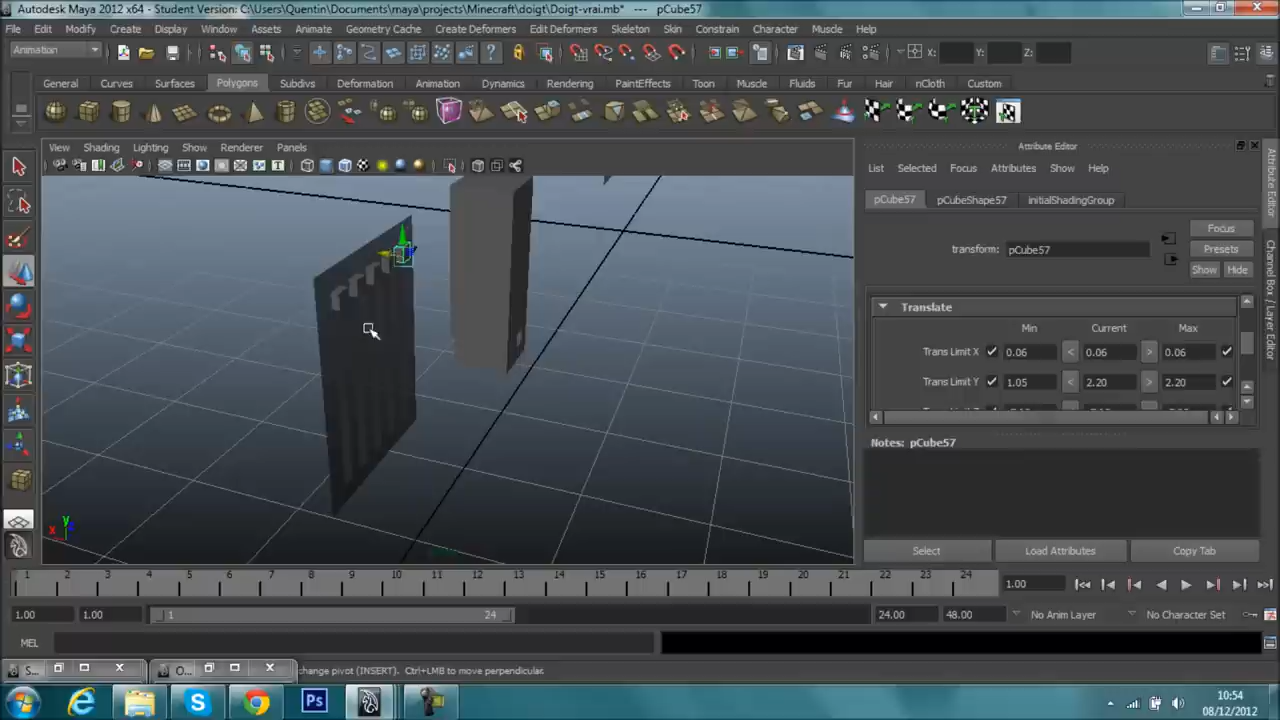 Autodesk Maya 2012 x64 - Student Version: C:\Users\Quentin\Documents\maya\projects\Minecraft\doigt\Doigt-vrai.mb* --- pCube57
File Edit Modify Create Display Window Assets Animate Geometry Cache Create Deformers Edit Deformers Skeleton Skin Constrain Character Muscle Help
Animation X: Y: Z:
General Curves Surfaces Polygons Subdivs Deformation Animation Dynamics Rendering PaintEffects Toon Muscle Fluids Fur Hair nCloth Custom
View Shading Lighting Show Renderer Panels
Attribute Editor
List Selected Focus Attributes Show Help
pCube57 pCubeShape57 initialShadingGroup
Focus
transform: pCube57 Presets
Show Hide
Translate
Min Current Max
Trans Limit X 0.06 < 0.06 > 0.06
Trans Limit Y 1.05 < 2.20 > 2.20
Notes: pCube57
Select Load Attributes Copy Tab
Attribute Editor
Channel Box / Layer Editor
x y
1 2 3 4 5 6 7 8 9 10 11 12 13 14 15 16 17 18 19 20 21 22 23 24 1.00
1.00 1.00 1 24 24.00 48.00 No Anim Layer No Character Set
MEL
S... O... change pivot (INSERT). Ctrl+LMB to move perpendicular.
Ps
10:54
08/12/2012